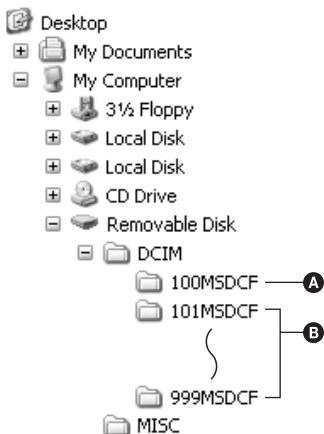 Desktop
My Documents
My Computer
3½ Floppy
Local Disk
Local Disk
CD Drive
Removable Disk
DCIM
100MSDCF A
101MSDCF
B
999MSDCF
MISC